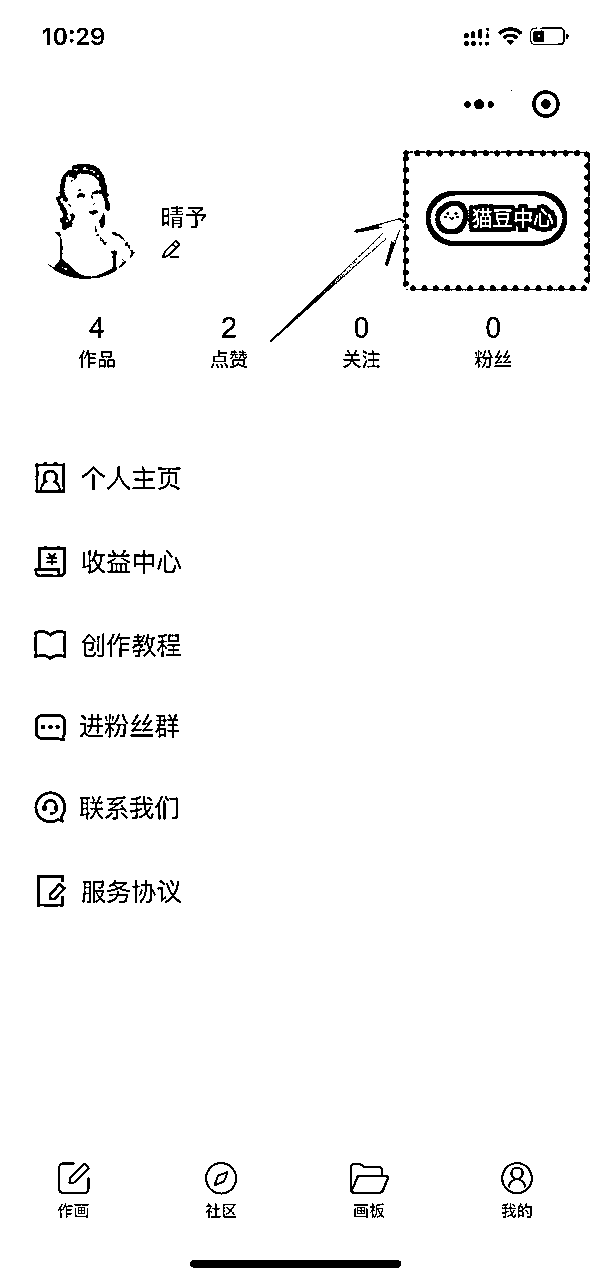 10:29
晴予
猫豆中心
4
2
0
0
作品
点赞
关注
粉丝
个人主页
收益中心
创作教程
进粉丝群
联系我们
服务协议
作画
社区
画板
我的